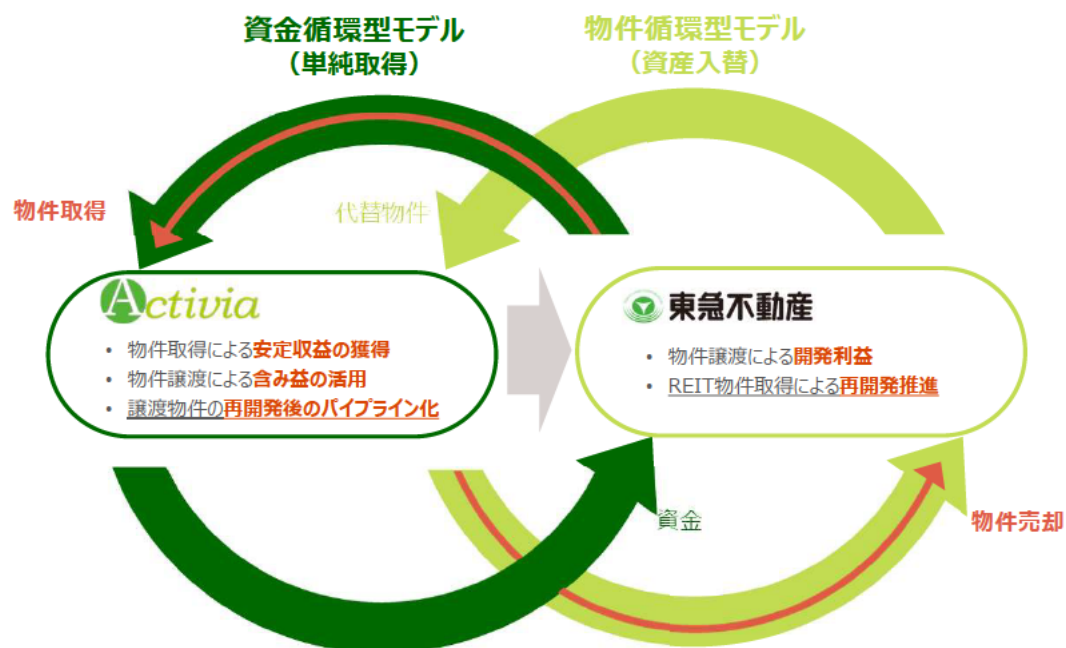 資金循環型モデル
（単純取得）
物件循環型モデル
（資産入替）
物件取得
代替物件
Activia
• 物件取得による安定収益の獲得
• 物件譲渡による含み益の活用
• 譲渡物件の再開発後のパイプライン化
東急不動産
• 物件譲渡による開発利益
• REIT物件取得による再開発推進
資金
物件売却